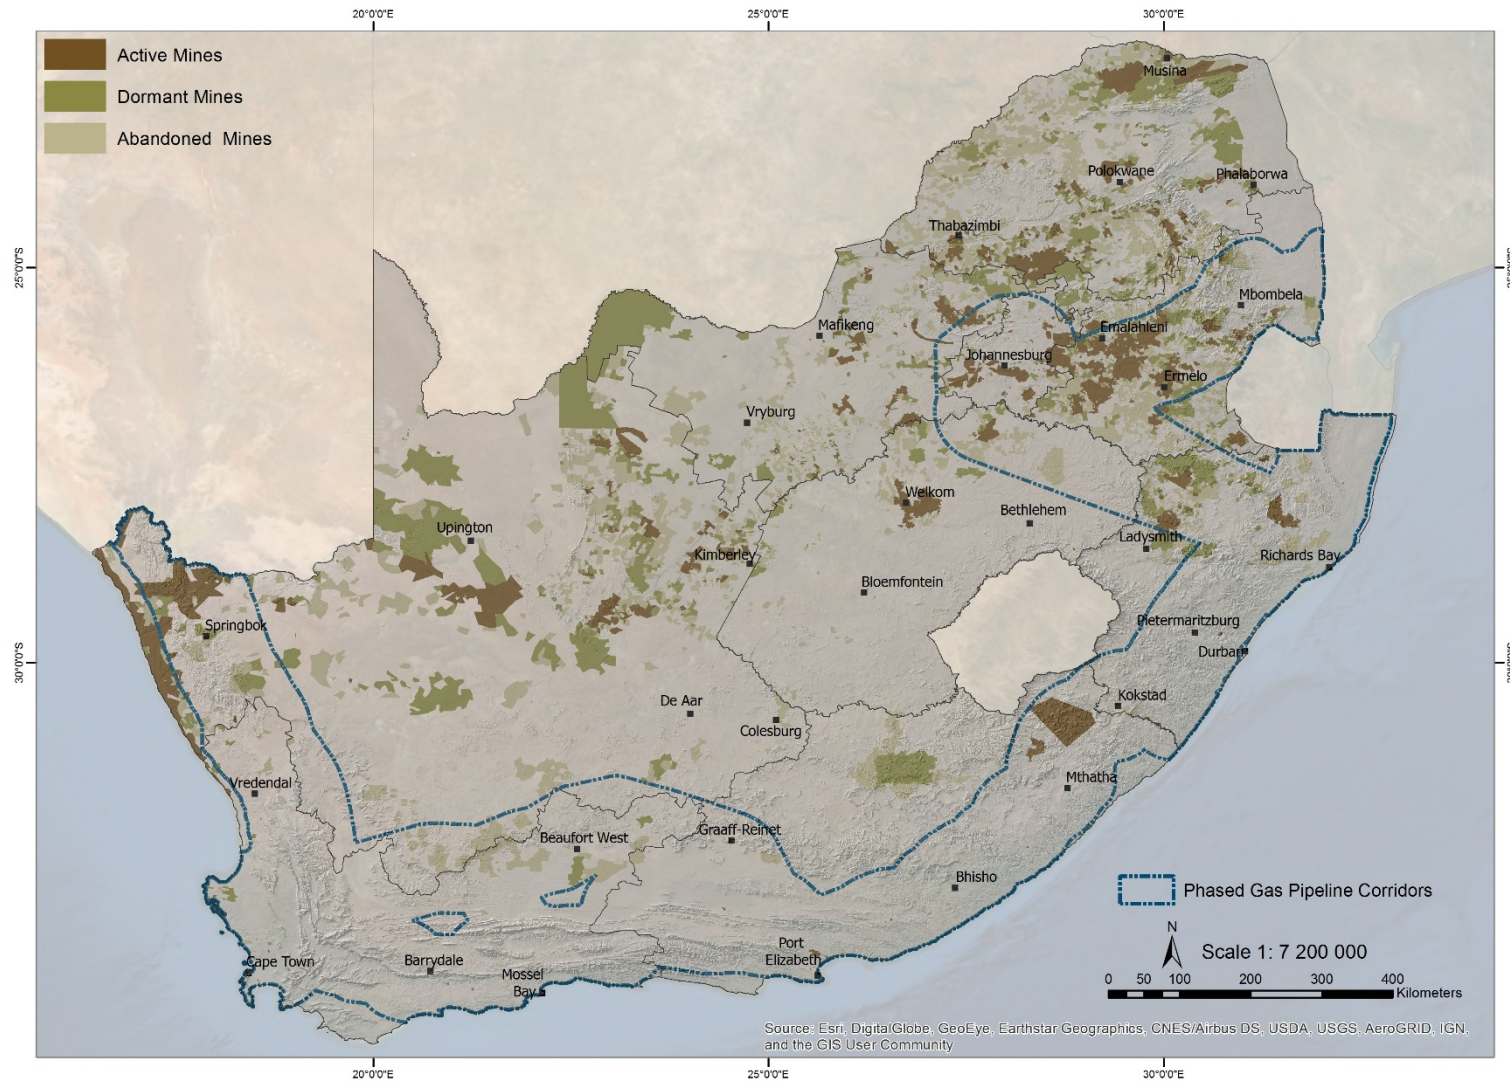 20°0'0"E 25°0'0"E 30°0'0"E
Active Mines
Dormant Mines
Abandoned Mines
Musina
Polokwane
Phalaborwa
Thabazimbi
25°0'0"S
Mbombela
Mafikeng
Emalahleni
Johannesburg
Ermelo
Vryburg
Welkom
Bethlehem
Upington
Ladysmith
Kimberley
Richards Bay
Bloemfontein
Springbok
Pietermaritzburg
Durban
30°0'0"S
Kokstad
De Aar
Colesburg
Mthatha
Vredendal
Graaff-Reinet
Beaufort West
Bhisho
Phased Gas Pipeline Corridors
N
Scale 1: 7 200 000
Port
Elizabeth
Cape Town
Barrydale
Mossel
Bay
0 50 100 200 300 400
Kilometers
Source: Esri, DigitalGlobe, GeoEye, Earthstar Geographics, CNES/Airbus DS, USDA, USGS, AeroGRID, IGN,
and the GIS User Community
20°0'0"E 25°0'0"E 30°0'0"E